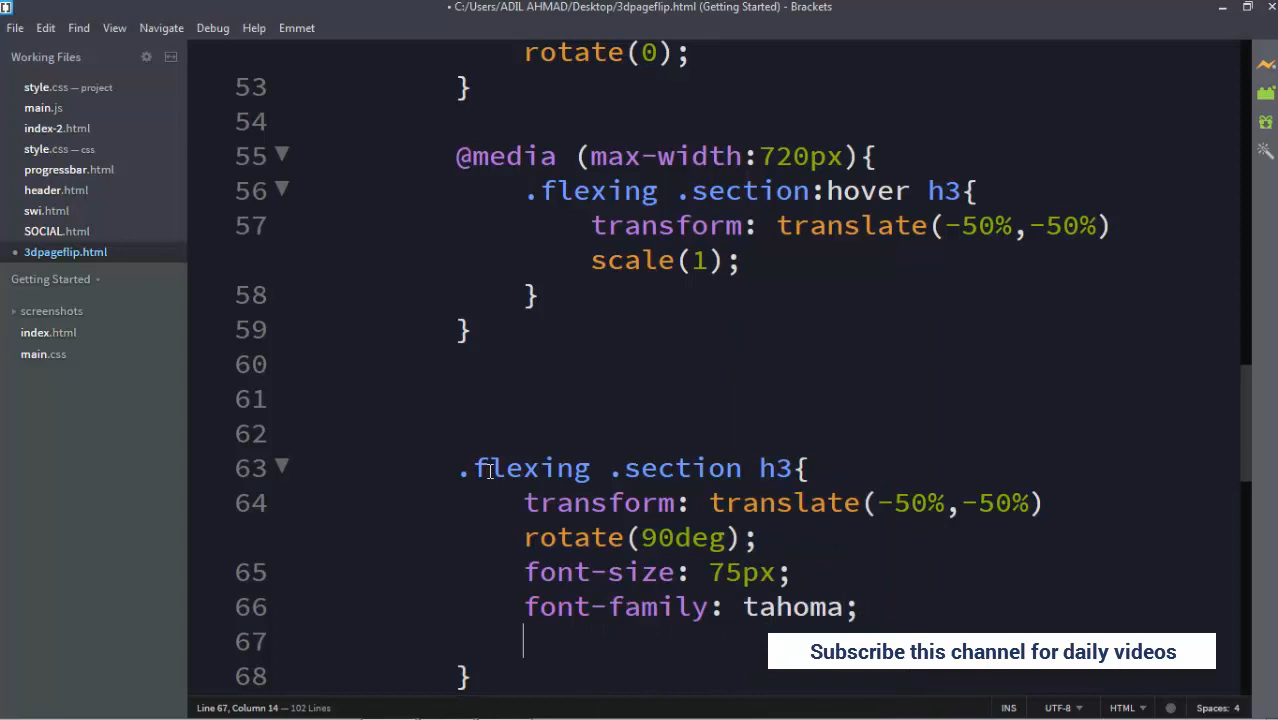 • C:/Users/ADIL AHMAD/Desktop/3dpageflip.html (Getting Started) - Brackets
File Edit Find View Navigate Debug Help Emmet
Working Files
style.css — project
main.js
index-2.html
style.css — css
progressbar.html
header.html
swi.html
SOCIAL.html
• 3dpageflip.html
Getting Started
screenshots
index.html
main.css
rotate(0);
53 }
54
55 @media (max-width:720px){
56 .flexing .section:hover h3{
57 transform: translate(-50%,-50%)
scale(1);
58 }
59 }
60
61
62
63 .flexing .section h3{
64 transform: translate(-50%,-50%)
rotate(90deg);
65 font-size: 75px;
66 font-family: tahoma;
67
68 }
Subscribe this channel for daily videos
Line 67, Column 14 — 102 Lines
INS UTF-8 HTML Spaces: 4